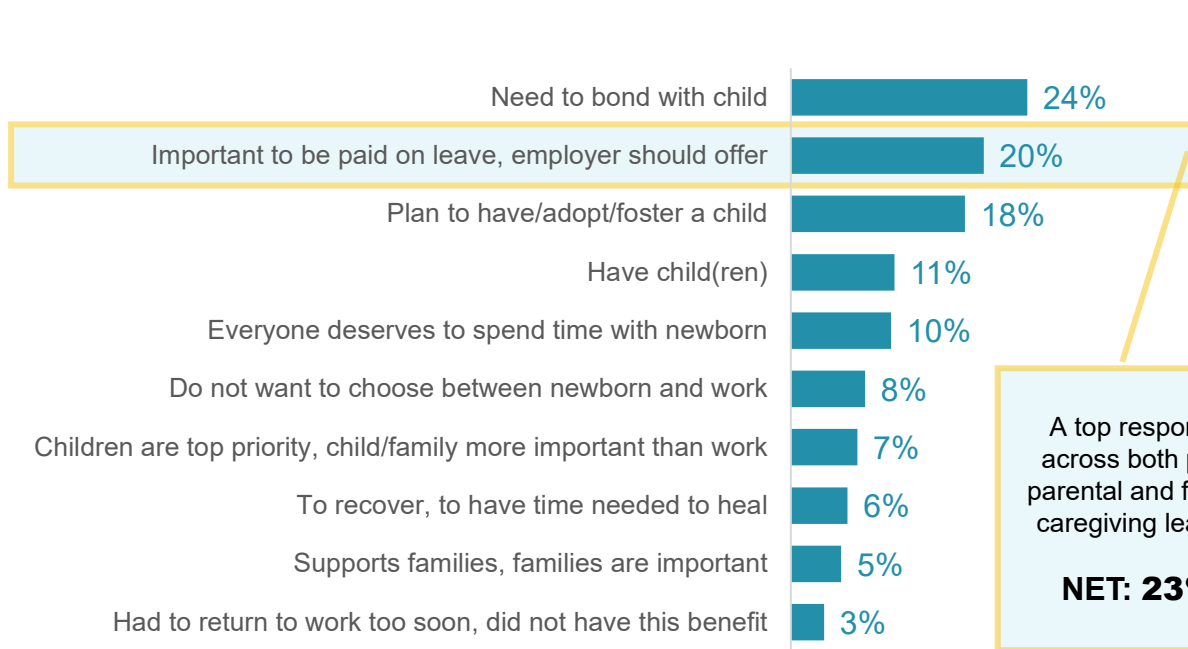 Need to bond with child 24%
Important to be paid on leave, employer should offer 20%
Plan to have/adopt/foster a child 18%
Have child(ren) 11%
Everyone deserves to spend time with newborn 10%
Do not want to choose between newborn and work 8%
Children are top priority, child/family more important than work 7%
To recover, to have time needed to heal 6%
Supports families, families are important 5%
Had to return to work too soon, did not have this benefit 3%
A top
across both
parental and
caregiving
NET: 23%